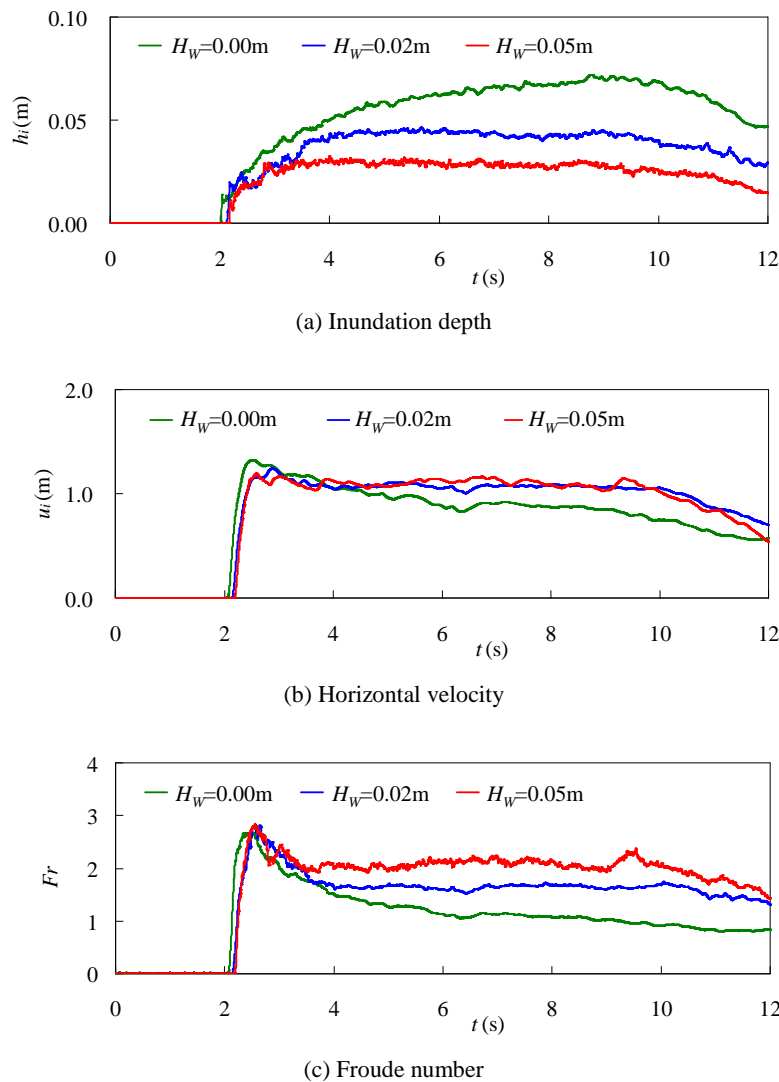 0.10
H_W=0.00m H_W=0.02m H_W=0.05m
h_i(m)
0.05
0.00
0 2 4 6 8 10 12
t(s)
(a) Inundation depth
2.0
H_W=0.00m H_W=0.02m H_W=0.05m
u_i(m)
1.0
0.0
0 2 4 6 8 10 12
t(s)
(b) Horizontal velocity
4
H_W=0.00m H_W=0.02m H_W=0.05m
3
Fr
2
1
0
0 2 4 6 8 10 12
t(s)
(c) Froude number